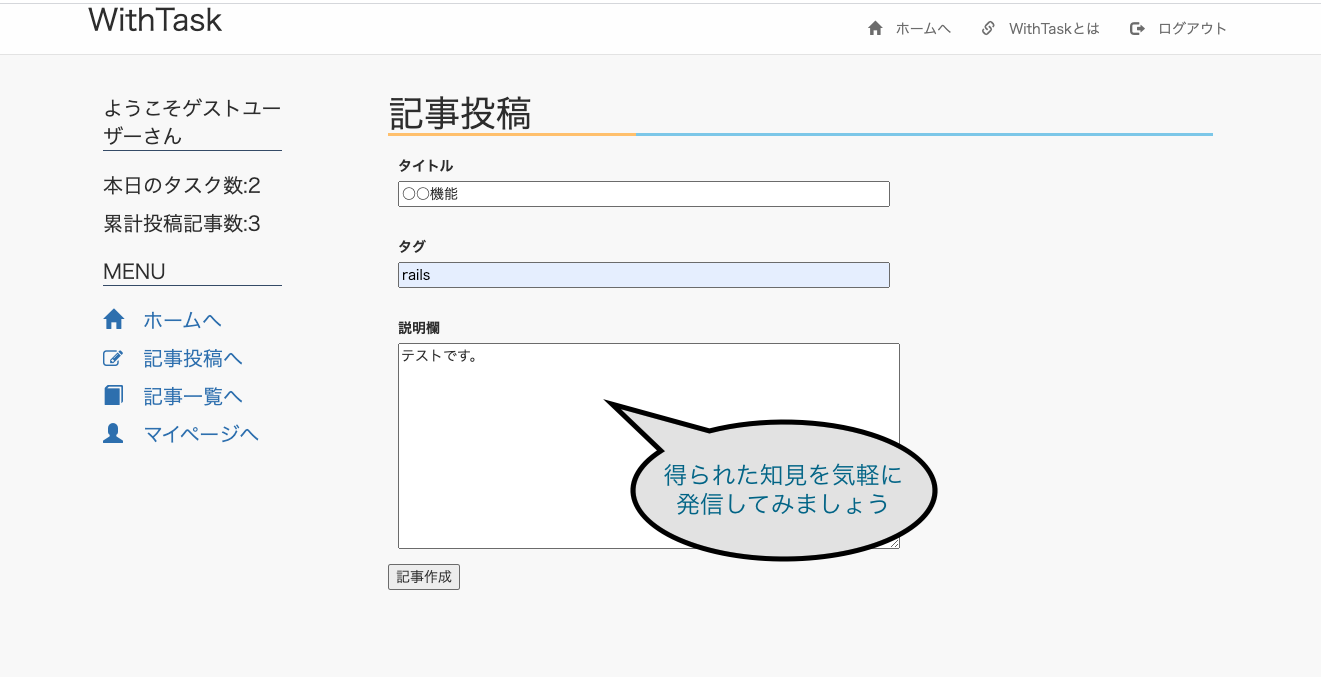 WithTask
ホームへ
WithTaskとは
ログアウト
ようこそゲストユー
ザーさん
本日のタスク数:2
累計投稿記事数:3
MENU
ホームへ
記事投稿へ
記事一覧へ
マイページへ
記事投稿
タイトル
○○機能
タグ
rails
説明欄
テストです。
得られた知見を気軽に
発信してみましょう
記事作成